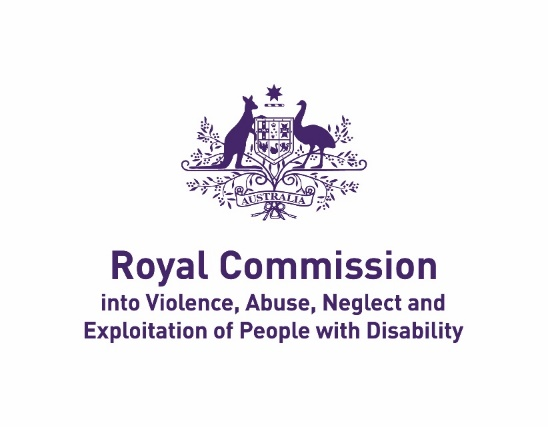 AUSTRALIA
Royal Commission
into Violence, Abuse, Neglect and
Exploitation of People with Disability